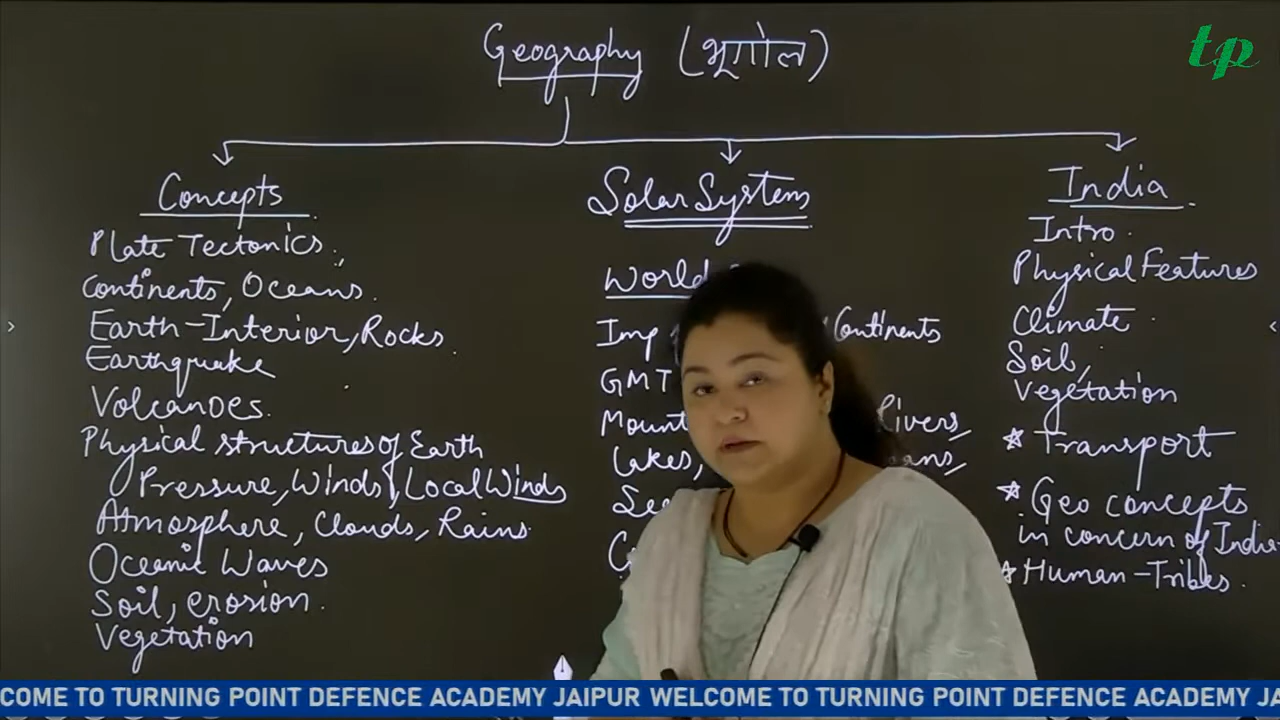 Geography (भूगोल)
tp
Concepts
Plate Tectonics,
Continents, Oceans.
Earth-Interior, Rocks.
Earthquake
Volcanoes.
Physical structures of Earth
Pressure, Winds, Local Winds
Atmosphere, Clouds, Rains.
Oceanic Waves
Soil, erosion.
Vegetation
Solar System
World
Imp Continents
GMT
Rivers,
Lakes,
India
Intro.
Physical Features
Climate.
Soil,
Vegetation
* Transport
* Geo concepts
in concern of India
* Human-Tribes.
COME TO TURNING POINT DEFENCE ACADEMY JAIPUR WELCOME TO TURNING POINT DEFENCE ACADEMY JA